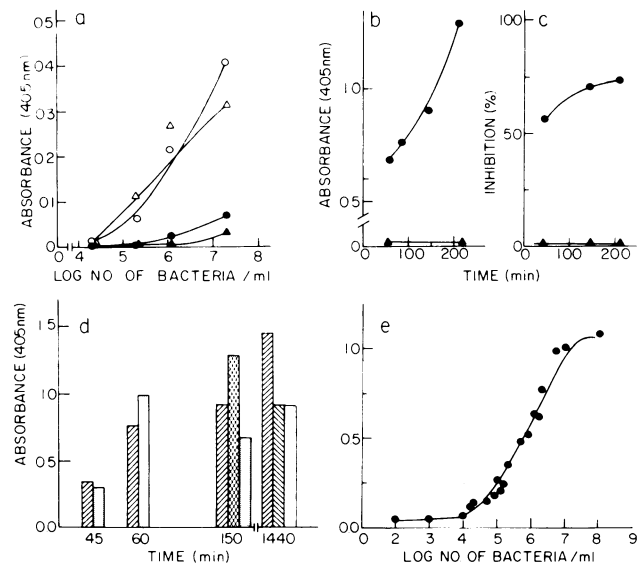 a
0.5
0.4
0.3
0.2
0.1
0
ABSORBANCE (405nm)
0 4 5 6 7 8
LOG NO OF BACTERIA/ml
b
1.0
0.5
0
ABSORBANCE (405nm)
0 100 200
c
100
50
0
INHIBITION (%)
0 100 200
TIME (min)
d
1.5
1.0
0.5
0.0
ABSORBANCE (405nm)
45 60 150 1440
TIME (min)
e
1.0
0.5
0.0
0 1 2 3 4 5 6 7 8 9
LOG NO OF BACTERIA/ml